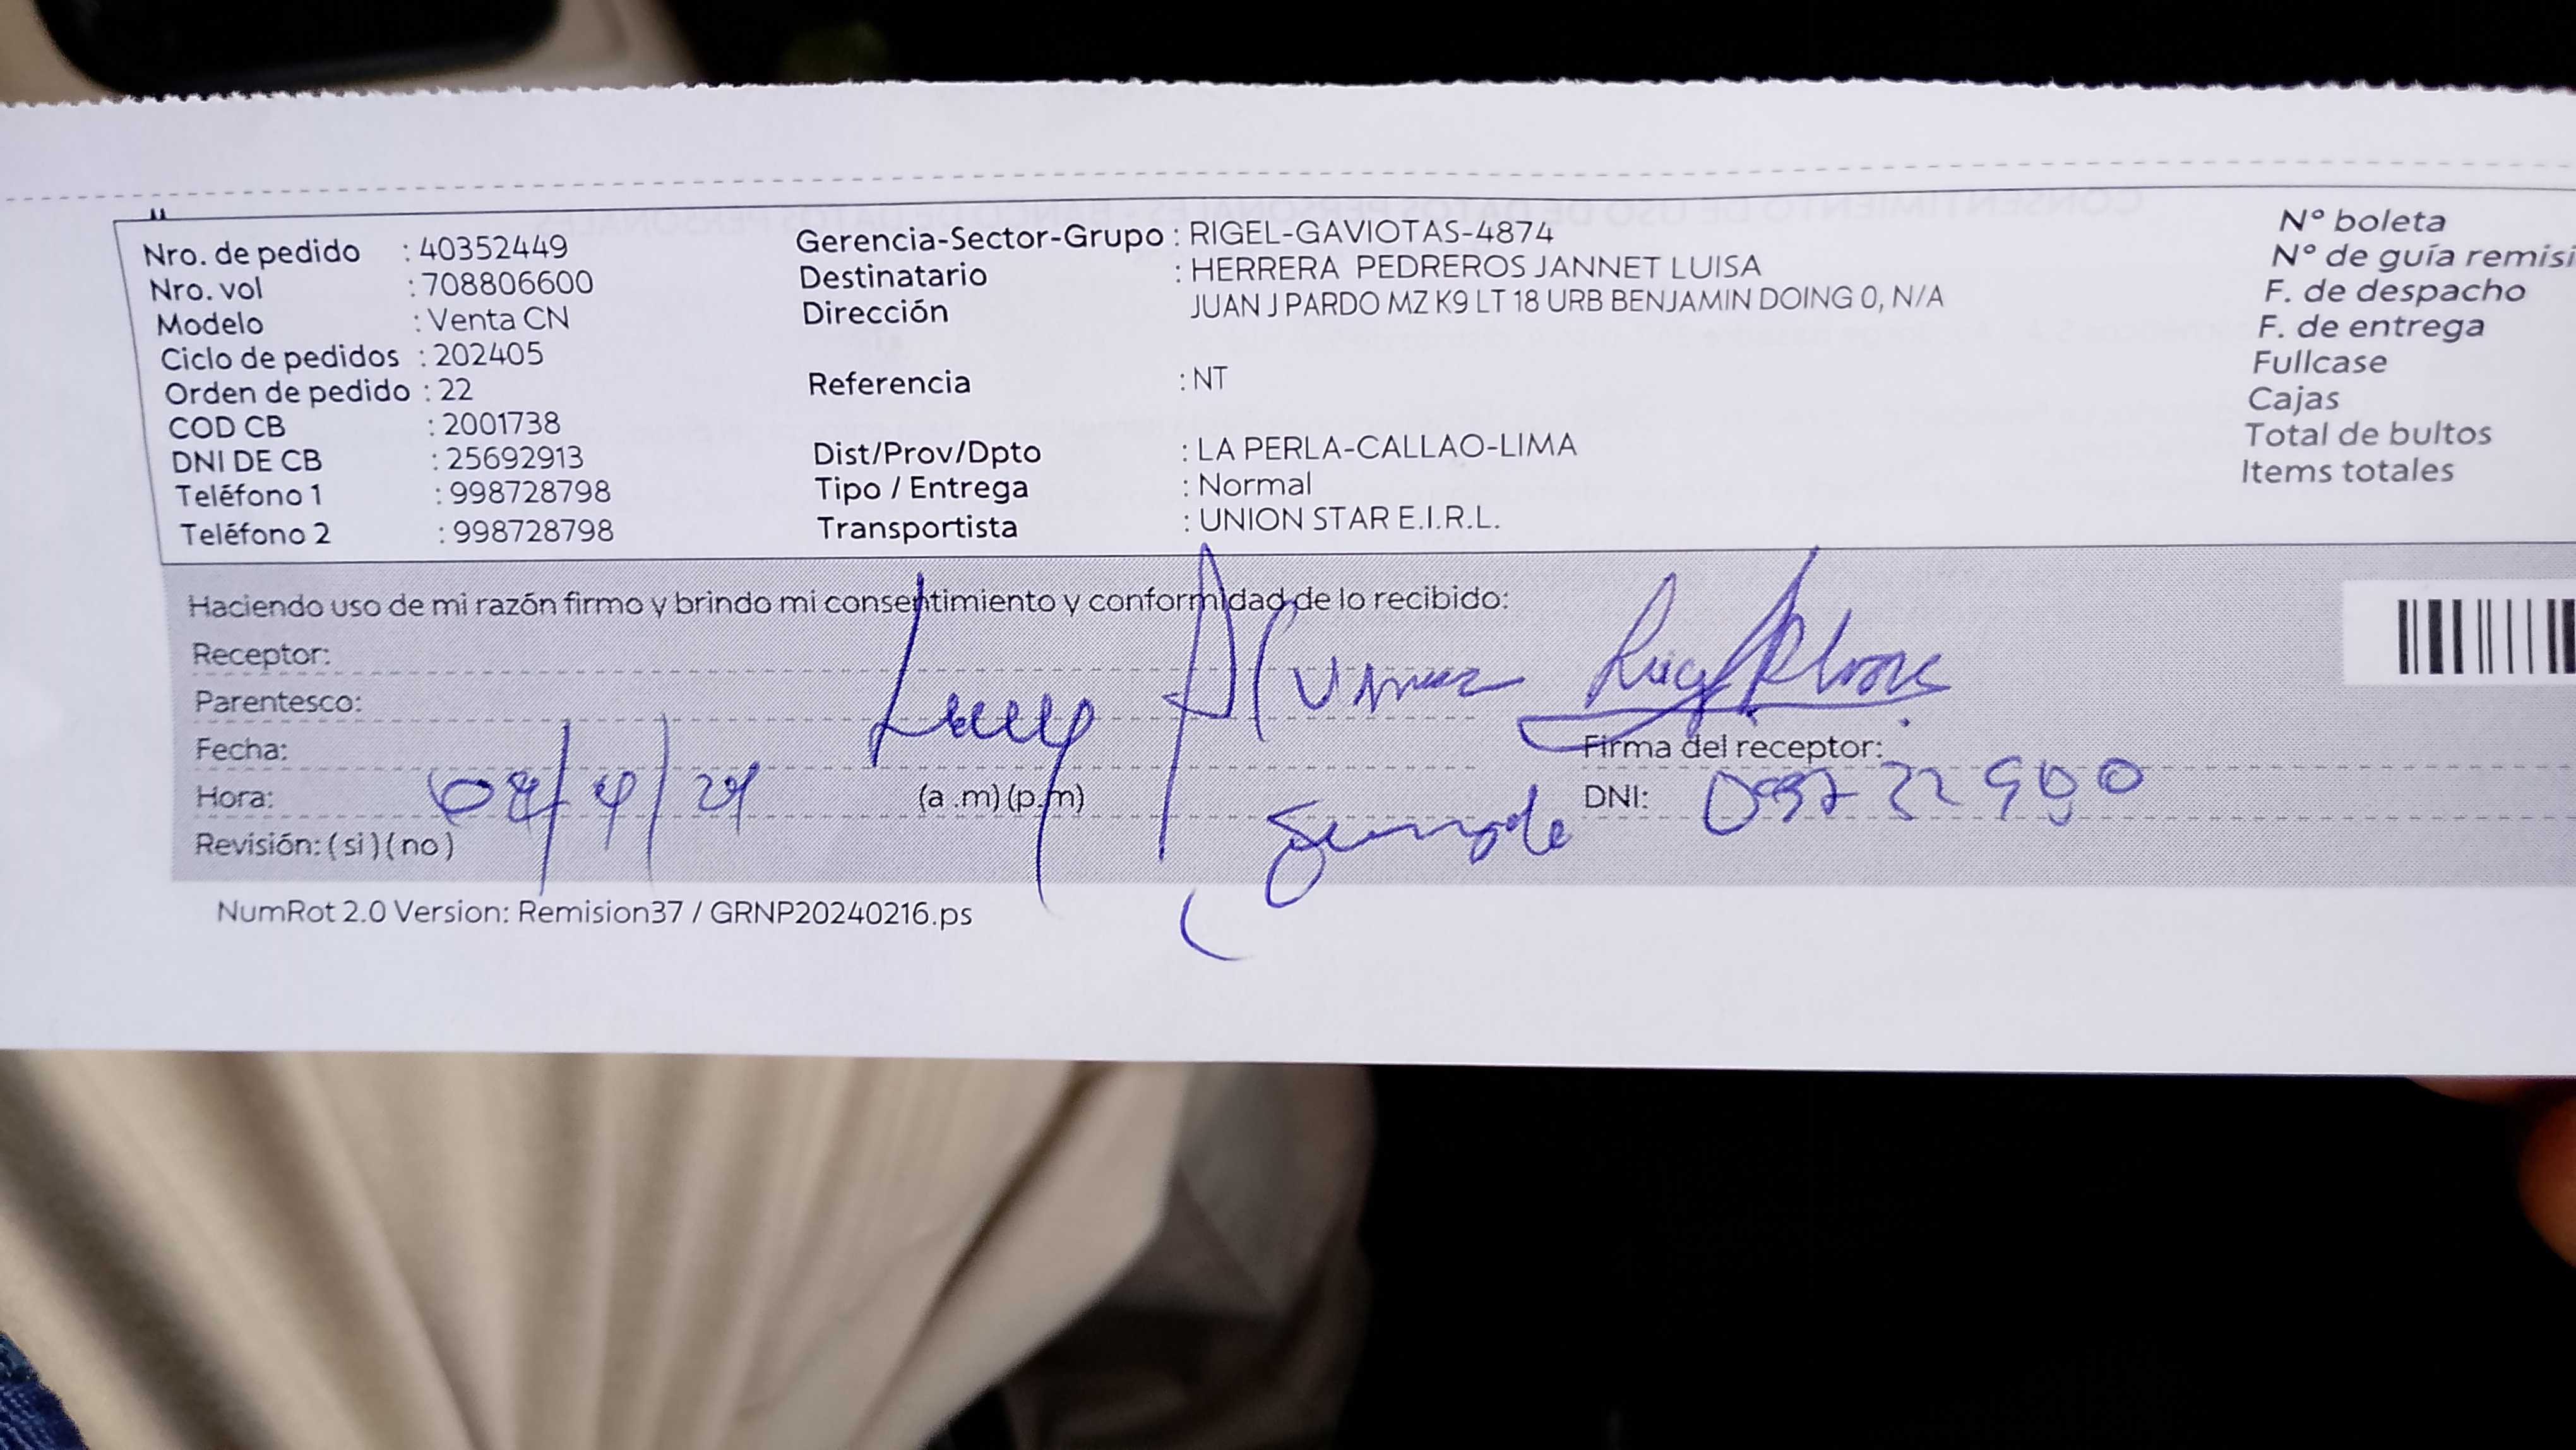 Nro. de pedido : 40352449
Nro. vol : 708806600
Modelo : Venta CN
Ciclo de pedidos : 202405
Orden de pedido : 22
COD CB : 2001738
DNI DE CB : 25692913
Teléfono 1 : 998728798
Teléfono 2 : 998728798
Gerencia-Sector-Grupo : RIGEL-GAVIOTAS-4874
Destinatario : HERRERA PEDREROS JANNET LUISA
Dirección JUAN J PARDO MZ K9 LT 18 URB BENJAMIN DOING 0, N/A
Referencia : NT
Dist/Prov/Dpto : LA PERLA-CALLAO-LIMA
Tipo / Entrega : Normal
Transportista : UNION STAR E.I.R.L.
Nº boleta
Nº de guía remisi
F. de despacho
F. de entrega
Fullcase
Cajas
Total de bultos
Items totales
Haciendo uso de mi razón firmo y brindo mi consentimiento y conformidad de lo recibido:
Receptor:
Parentesco:
Fecha:
Hora: (a.m)(p.m)
Revisión: (si)(no)
Firma del receptor:
DNI:
NumRot 2.0 Version: Remision37 / GRNP20240216.ps